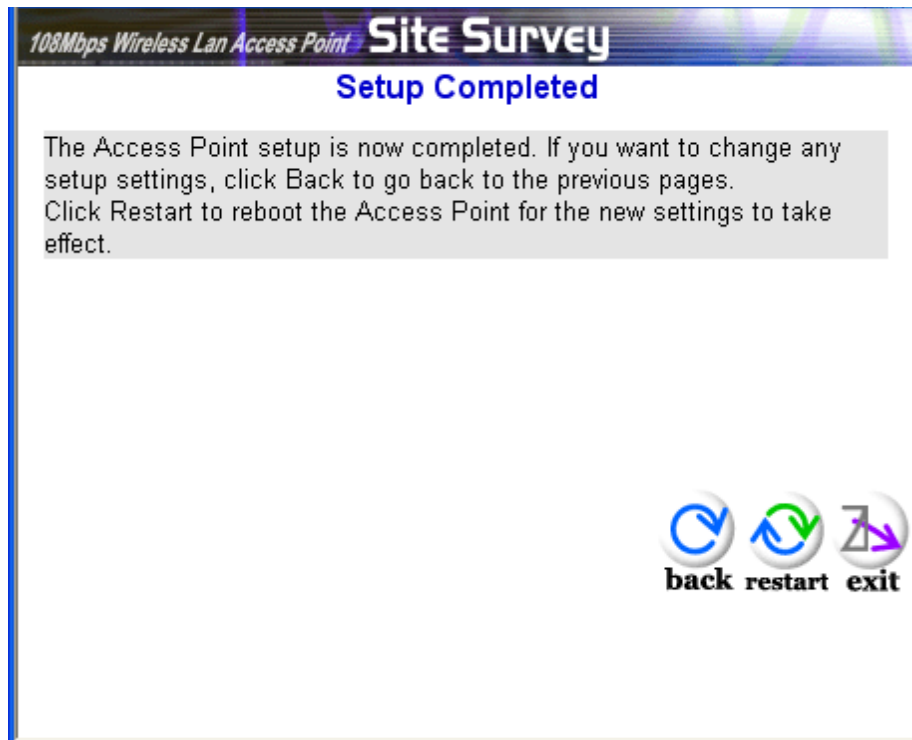 108Mbps Wireless Lan Access Point Site Survey
Setup Completed
The Access Point setup is now completed. If you want to change any
setup settings, click Back to go back to the previous pages.
Click Restart to reboot the Access Point for the new settings to take
effect.
back restart exit